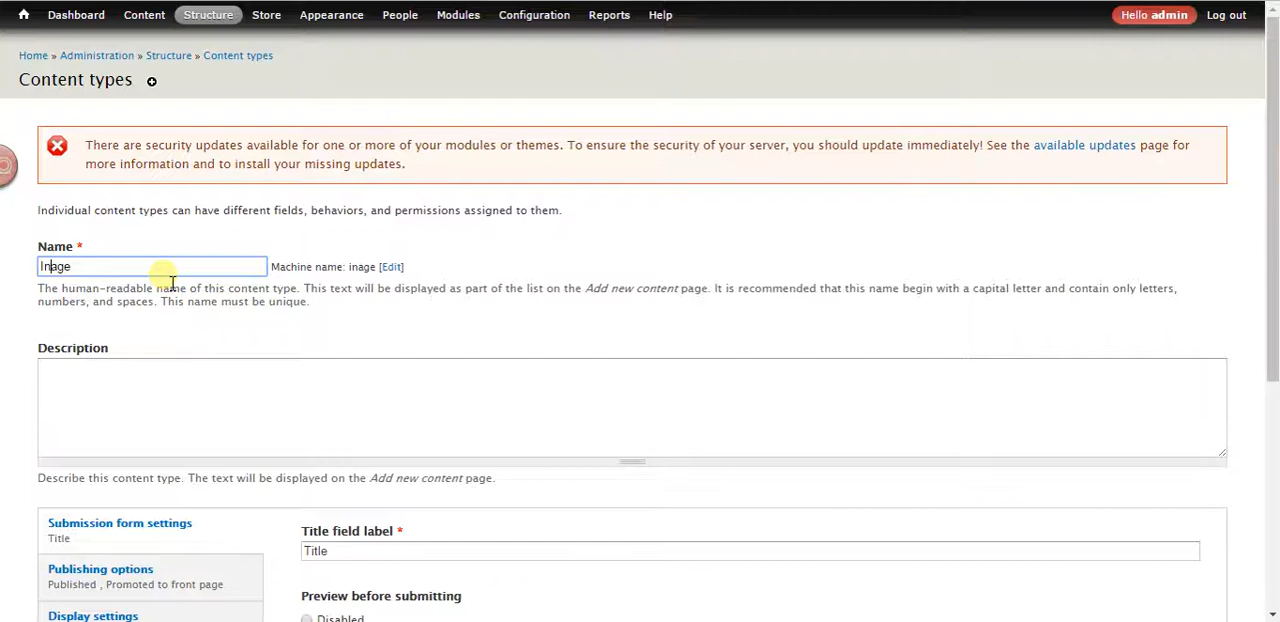 Dashboard Content Structure Store Appearance People Modules Configuration Reports Help Hello admin Log out
Home » Administration » Structure » Content types
Content types
There are security updates available for one or more of your modules or themes. To ensure the security of your server, you should update immediately! See the available updates page for
more information and to install your missing updates.
Individual content types can have different fields, behaviors, and permissions assigned to them.
Name *
Inage Machine name: inage [Edit]
The human-readable name of this content type. This text will be displayed as part of the list on the Add new content page. It is recommended that this name begin with a capital letter and contain only letters,
numbers, and spaces. This name must be unique.
Description
Describe this content type. The text will be displayed on the Add new content page.
Submission form settings
Title
Title field label *
Title
Publishing options
Published , Promoted to front page
Preview before submitting
Display settings
Disabled